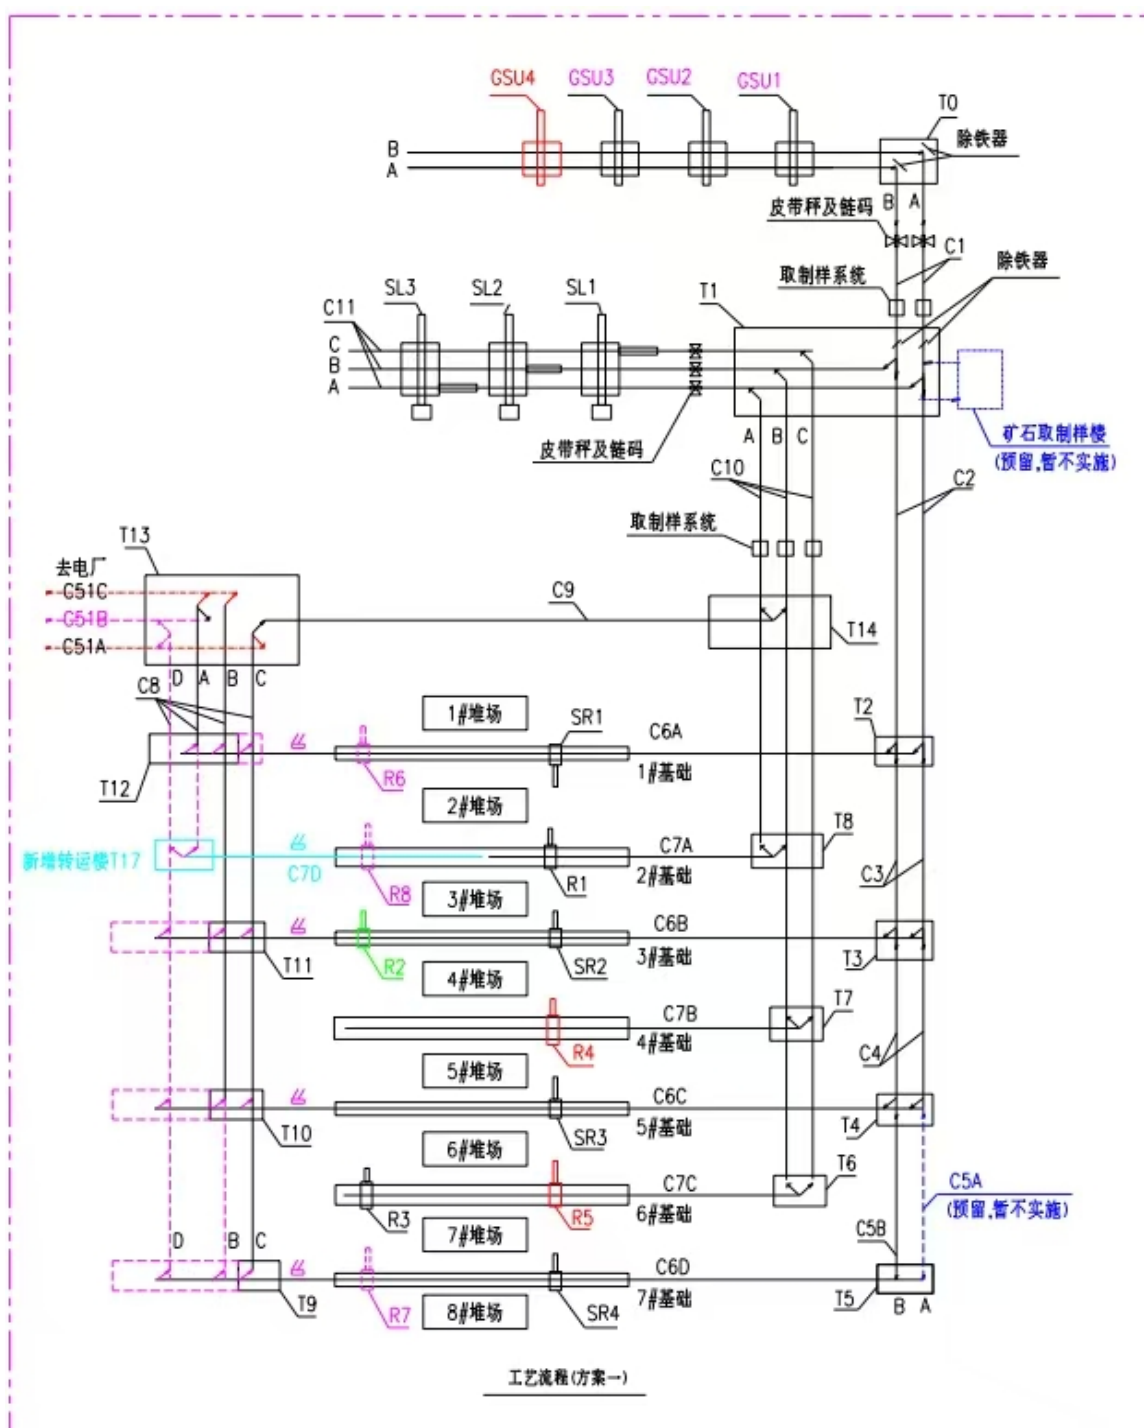 GSU4 GSU3 GSU2 GSU1 T0
B
A
除铁器
B A
皮带秤及链码
C1
取制样系统
除铁器
SL3 SL2 SL1 T1
C11
C
B
A
皮带秤及链码
A B C
矿石取制样楼
(预留,暂不实施)
C10
C2
取制样系统
T13
去电厂
G51C
G51B
C51A
C9
T14
D A B C
C8
1#堆场
SR1
C6A
T2
T12
R6
1#基础
2#堆场
T8
新增转运楼T17
C7D
C7A
R8
R1
2#基础
C3
3#堆场
C6B
T11
R2
SR2
3#基础
T3
4#堆场
C7B
T7
R4
4#基础
C4
5#堆场
C6C
T10
SR3
5#基础
T4
6#堆场
C7C
T6
C5A
(预留,暂不实施)
R3
R5
6#基础
7#堆场
C5B
D B C
C6D
T9
R7
SR4
7#基础
T5
B A
8#堆场
工艺流程(方案一)